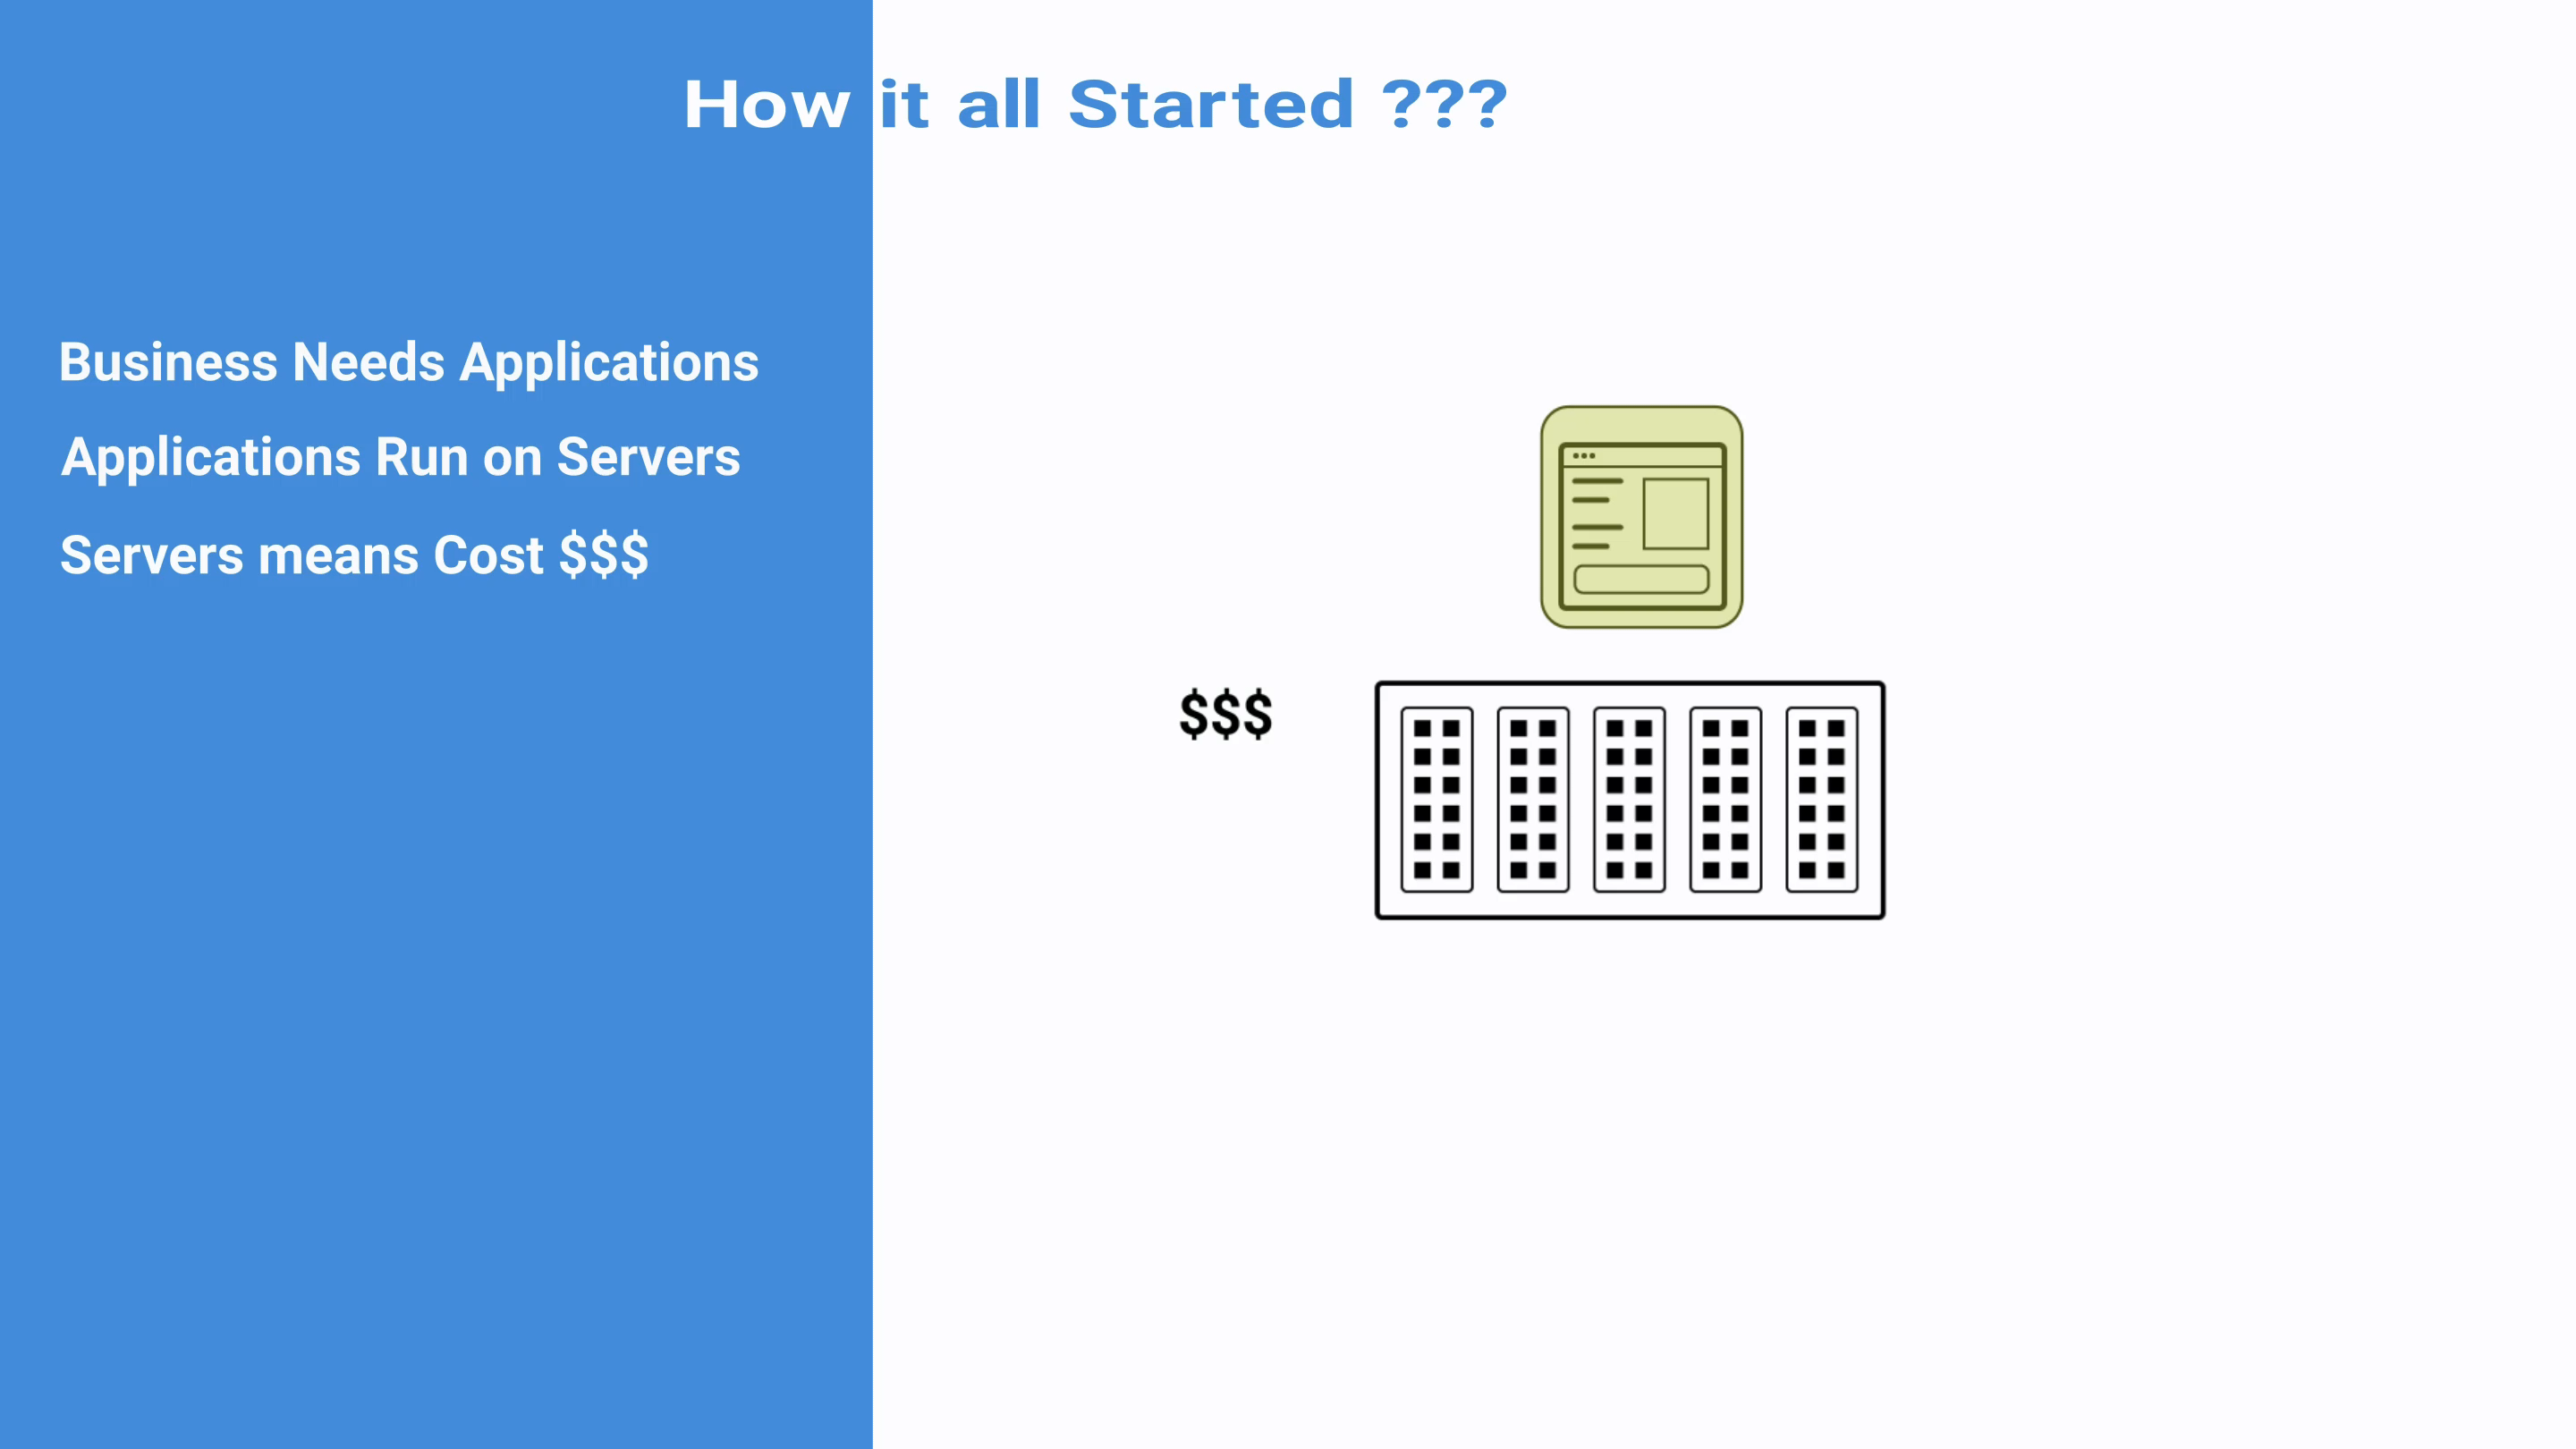 How it all Started ???
Business Needs Applications
Applications Run on Servers
Servers means Cost $$$
$$$